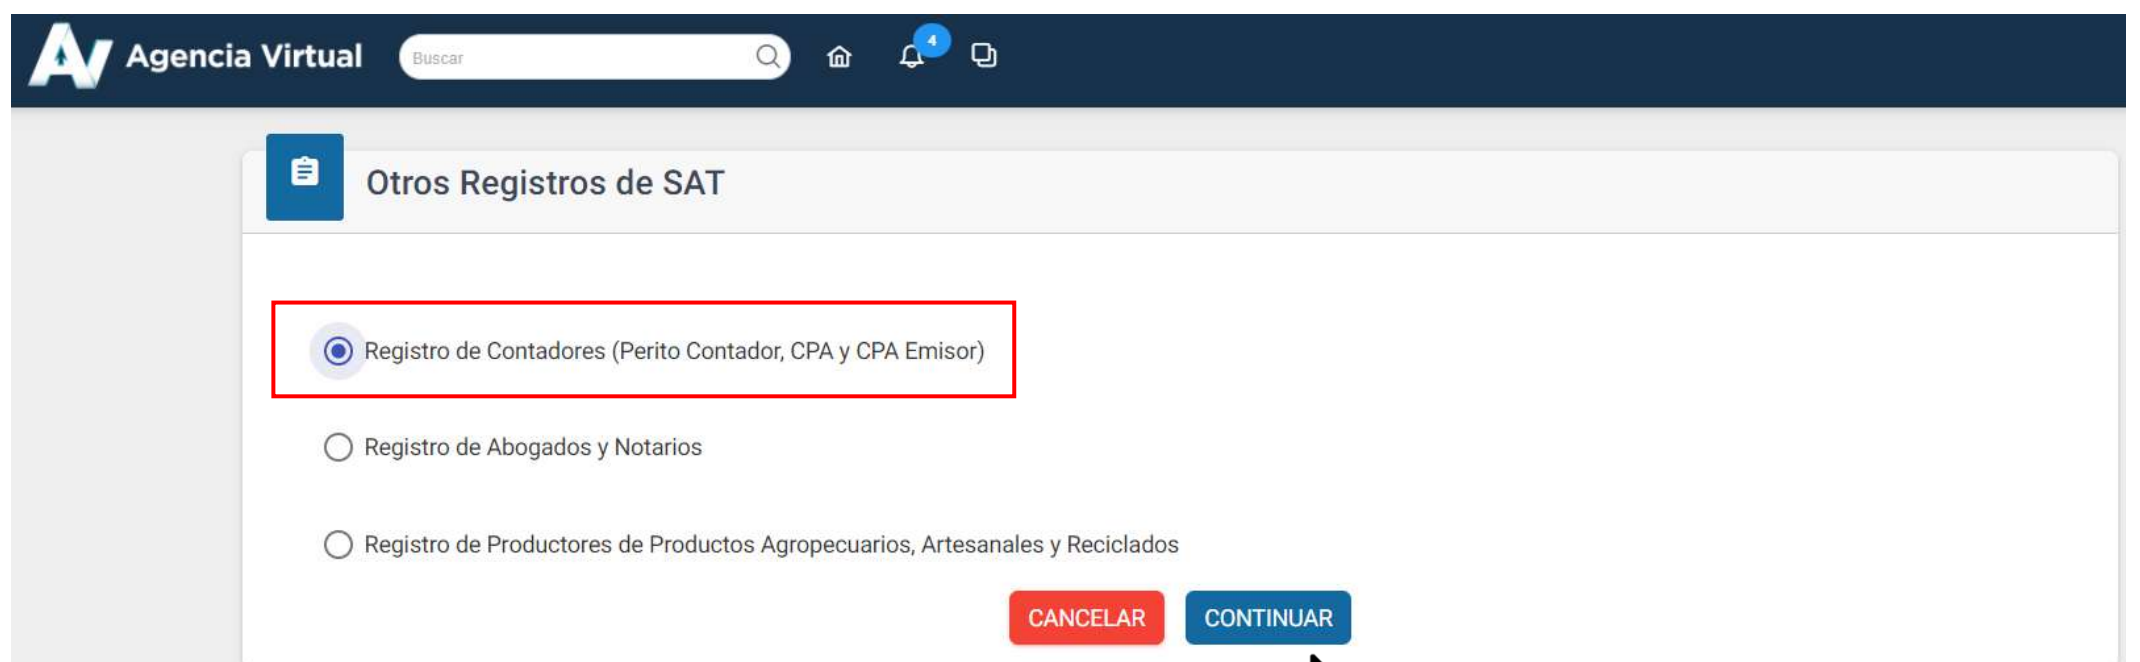 Agencia Virtual
Buscar
4
Otros Registros de SAT
Registro de Contadores (Perito Contador, CPA y CPA Emisor)
Registro de Abogados y Notarios
Registro de Productores de Productos Agropecuarios, Artesanales y Reciclados
CANCELAR CONTINUAR